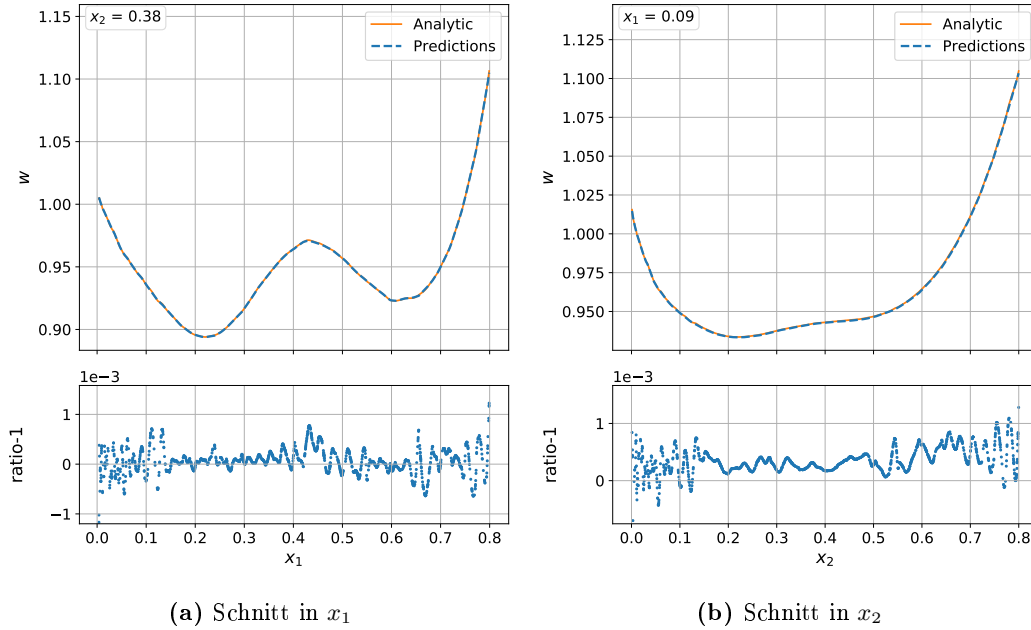 x₂ = 0.38
Analytic
Predictions
1.15
1.10
1.05
1.00
0.95
0.90
w
1e−3
1
0
−1
ratio-1
0.0 0.1 0.2 0.3 0.4 0.5 0.6 0.7 0.8
x₁
(a) Schnitt in x₁
x₁ = 0.09
Analytic
Predictions
1.125
1.100
1.075
1.050
1.025
1.000
0.975
0.950
w
1e−3
1
0
ratio-1
0.0 0.1 0.2 0.3 0.4 0.5 0.6 0.7 0.8
x₂
(b) Schnitt in x₂